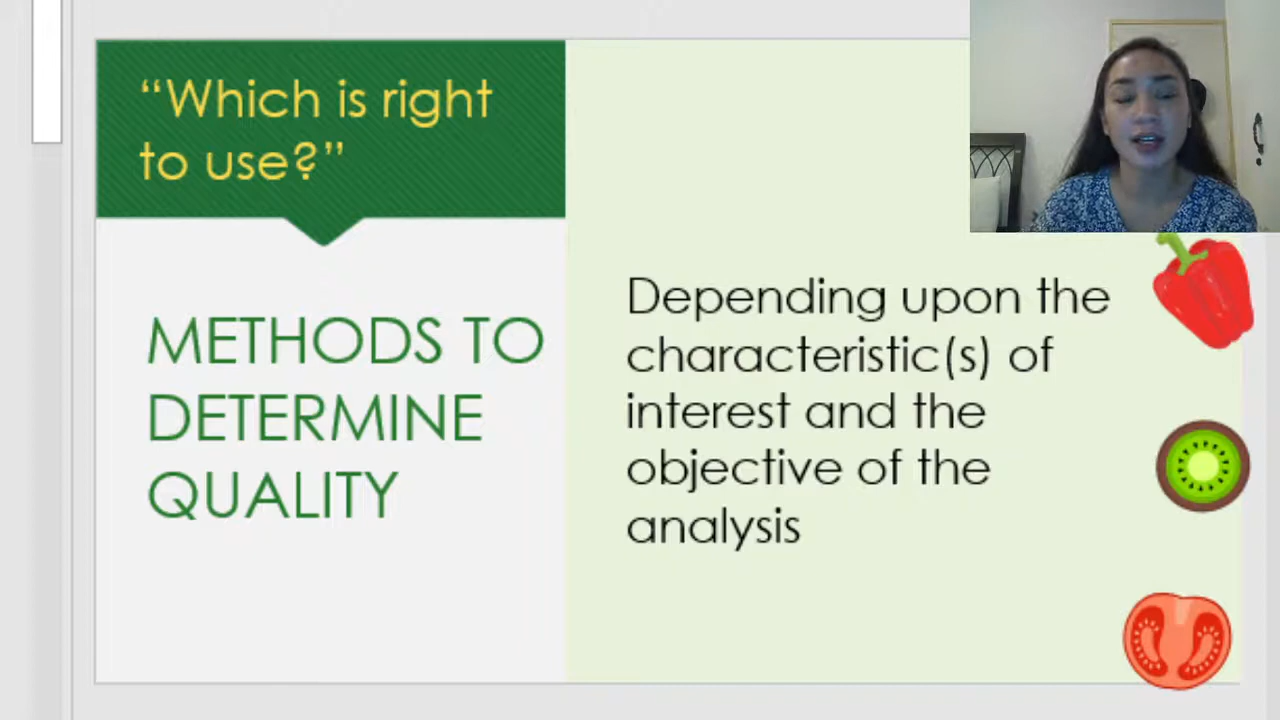 “Which is right
to use?”
METHODS TO
DETERMINE
QUALITY
Depending upon the
characteristic(s) of
interest and the
objective of the
analysis